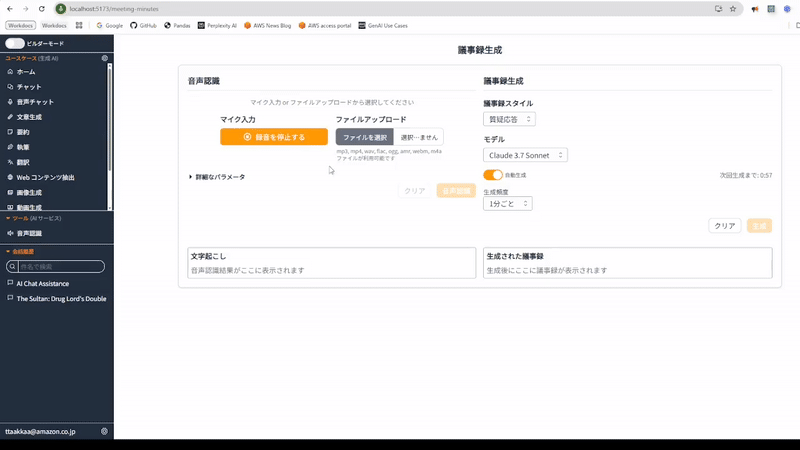 localhost:5173/meeting-minutes
Workdocs Workdocs Google GitHub Pandas Perplexity AI AWS News Blog AWS access portal GenAI Use Cases
ビルダーモード
ユースケース (生成 AI)
ホーム
チャット
音声チャット
文章生成
要約
執筆
翻訳
Web コンテンツ抽出
画像生成
動画生成
ツール (AI サービス)
音声認識
会話履歴
件名で検索
AI Chat Assistance
The Sultan: Drug Lord's Double
ttaakkaa@amazon.co.jp
議事録生成
音声認識
マイク入力 or ファイルアップロードから選択してください
マイク入力
録音を停止する
ファイルアップロード
ファイルを選択 選択…ません
mp3, mp4, wav, flac, ogg, amr, webm, m4a
ファイルが利用可能です
詳細なパラメータ
クリア 音声認識
議事録生成
議事録スタイル
質疑応答
モデル
Claude 3.7 Sonnet
自動生成
次回生成まで: 0:57
生成頻度
1分ごと
クリア 生成
文字起こし
音声認識結果がここに表示されます
生成された議事録
生成後にここに議事録が表示されます